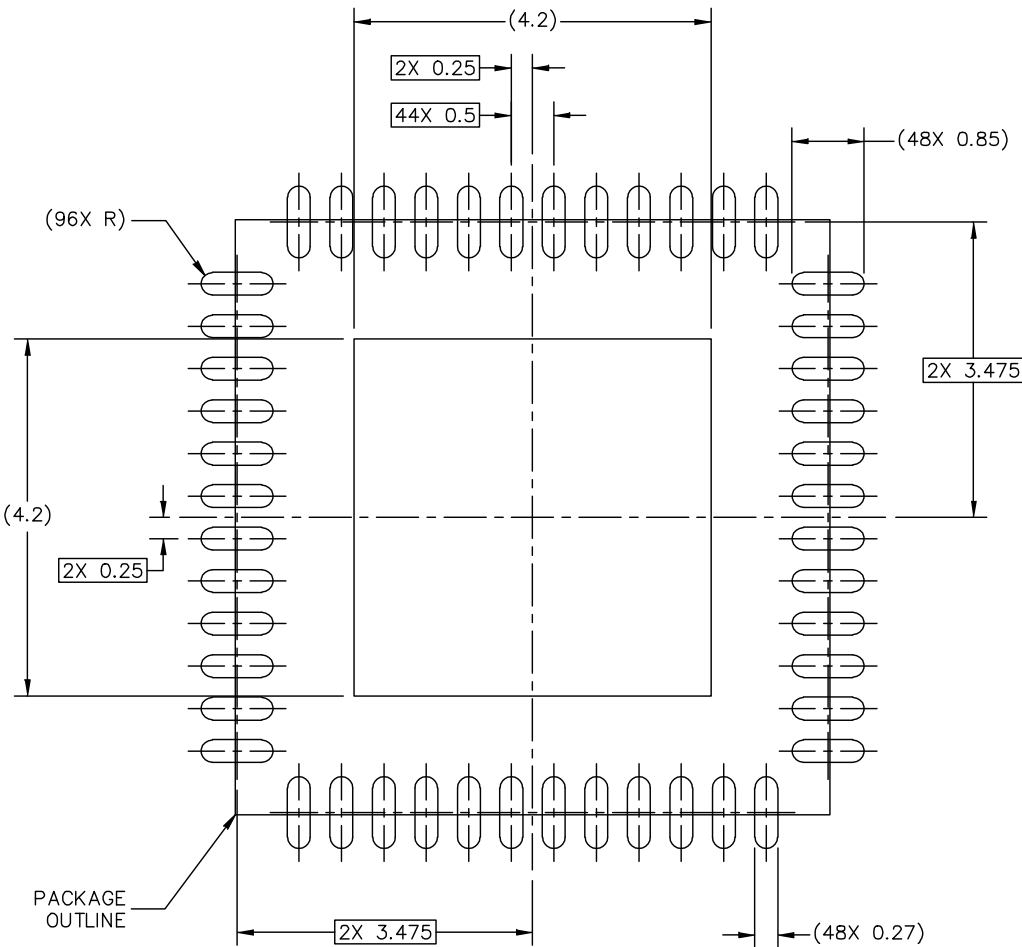 (4.2)
2X 0.25
44X 0.5
(48X 0.85)
(96X R)
2X 3.475
(4.2)
2X 0.25
PACKAGE
OUTLINE
2X 3.475
(48X 0.27)